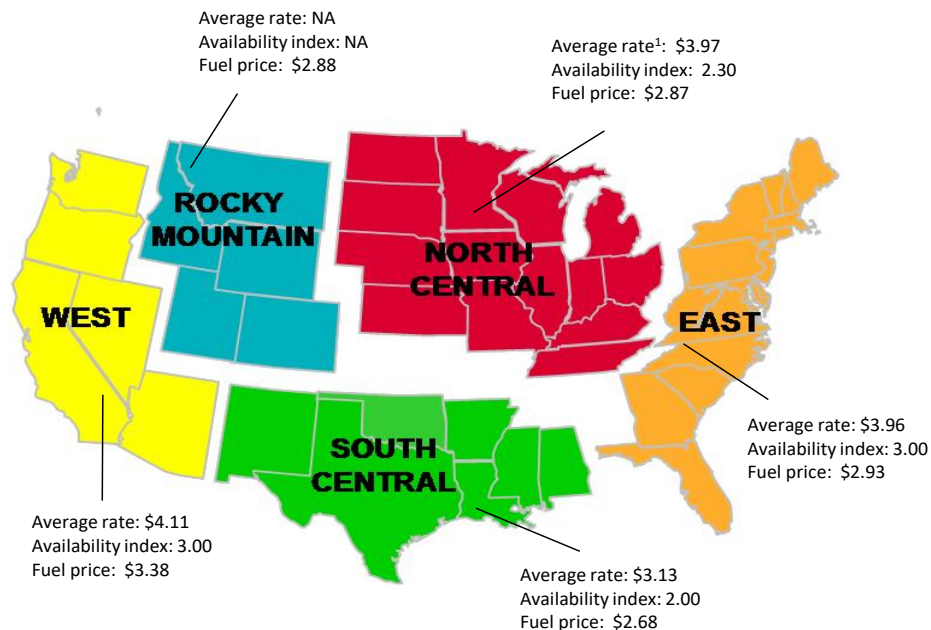 Average rate: NA
Availability index: NA
Fuel price: $2.88
Average rate¹: $3.97
Availability index: 2.30
Fuel price: $2.87
ROCKY
MOUNTAIN
NORTH
CENTRAL
WEST
EAST
SOUTH
CENTRAL
Average rate: $3.96
Availability index: 3.00
Fuel price: $2.93
Average rate: $4.11
Availability index: 3.00
Fuel price: $3.38
Average rate: $3.13
Availability index: 2.00
Fuel price: $2.68